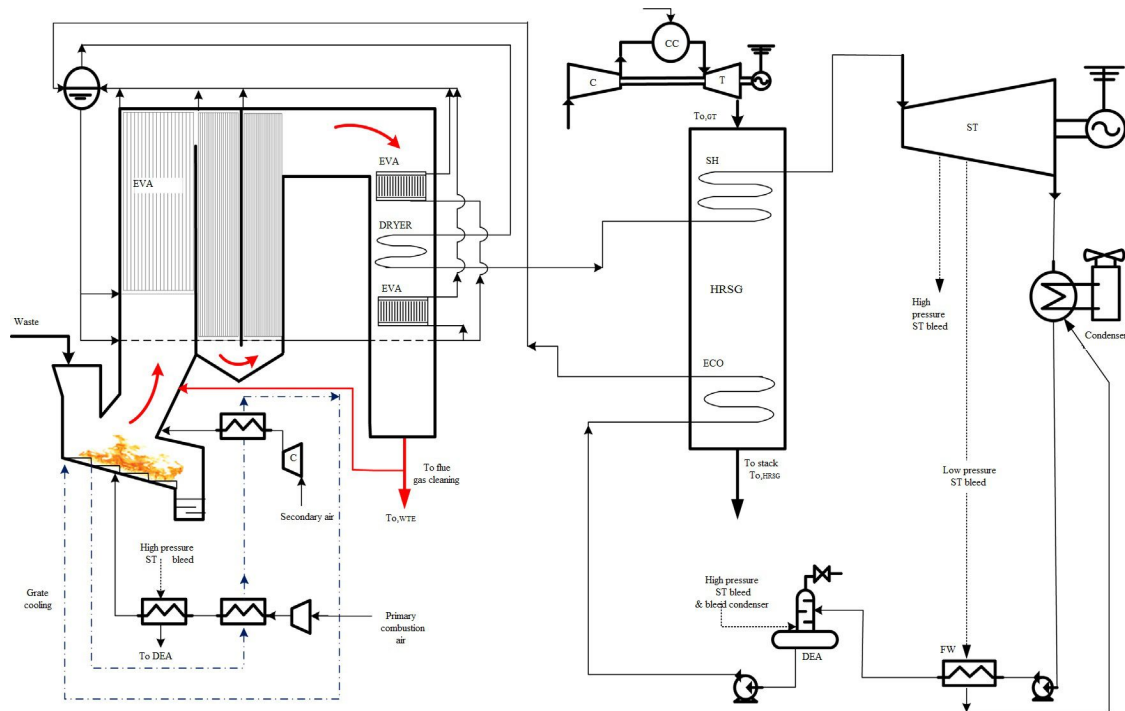 CC
C
T
To,GT
ST
EVA
EVA
SH
DRYER
HRSG
EVA
High
pressure
ST bleed
Condenser
Waste
ECO
C
To flue
gas cleaning
To stack
To,HRSG
Low pressure
ST bleed
Secondary air
To,WTE
High pressure
ST bleed
Grate
cooling
High pressure
ST bleed
& bleed condenser
Primary
combustion
air
To DEA
DEA
FW